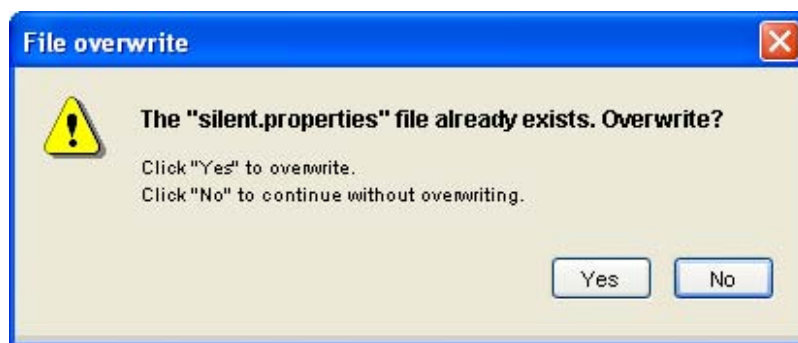 File overwrite
The "silent.properties" file already exists. Overwrite?
Click "Yes" to overwrite.
Click "No" to continue without overwriting.
Yes No